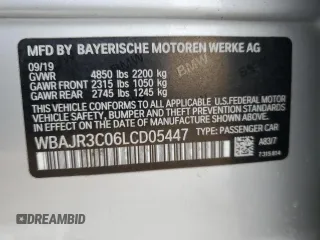 MFD BY BAYERISCHE MOTOREN WERKE AG
09/19
GVWR 4850 lbs 2200 kg
GAWR FRONT 2315 lbs 1050 kg
GAWR REAR 2745 lbs 1245 kg
THIS VEHICLE CONFORMS TO ALL APPLICABLE
FEDERAL MOTOR VEHICLE SAFETY, BUMPER,
AND THEFT PREVENTION STANDARDS IN EFFECT
ON THE DATE OF MANUFACTURE SHOWN ABOVE.
WBAJR3C06LCD05447 TYPE: PASSENGER CAR
A83/7
BMW